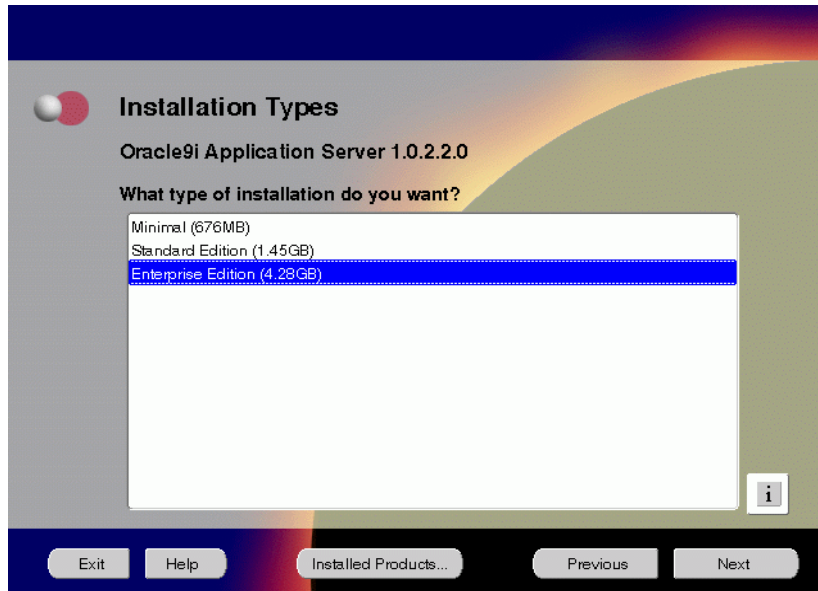 Installation Types
Oracle9i Application Server 1.0.2.2.0
What type of installation do you want?
Minimal (676MB)
Standard Edition (1.45GB)
Enterprise Edition (4.28GB)
i
Exit Help Installed Products... Previous Next